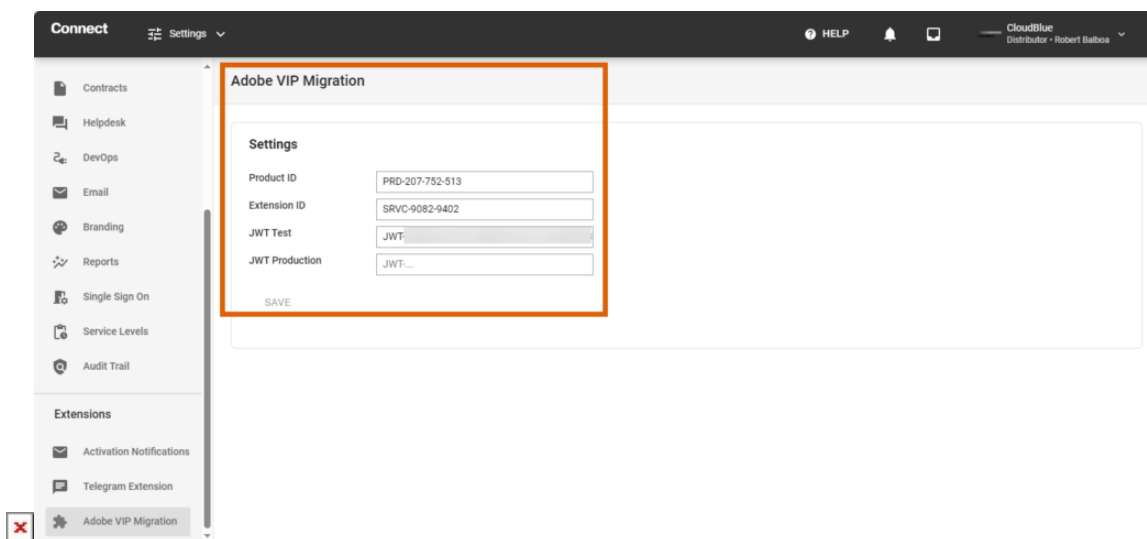 Connect
Settings
HELP
CloudBlue
Distributor • Robert Balboa
Contracts
Helpdesk
DevOps
Email
Branding
Reports
Single Sign On
Service Levels
Audit Trail
Extensions
Activation Notifications
Telegram Extension
Adobe VIP Migration
Adobe VIP Migration
Settings
Product ID PRD-207-752-513
Extension ID SRVC-9082-9402
JWT Test JWT-
JWT Production JWT-...
SAVE